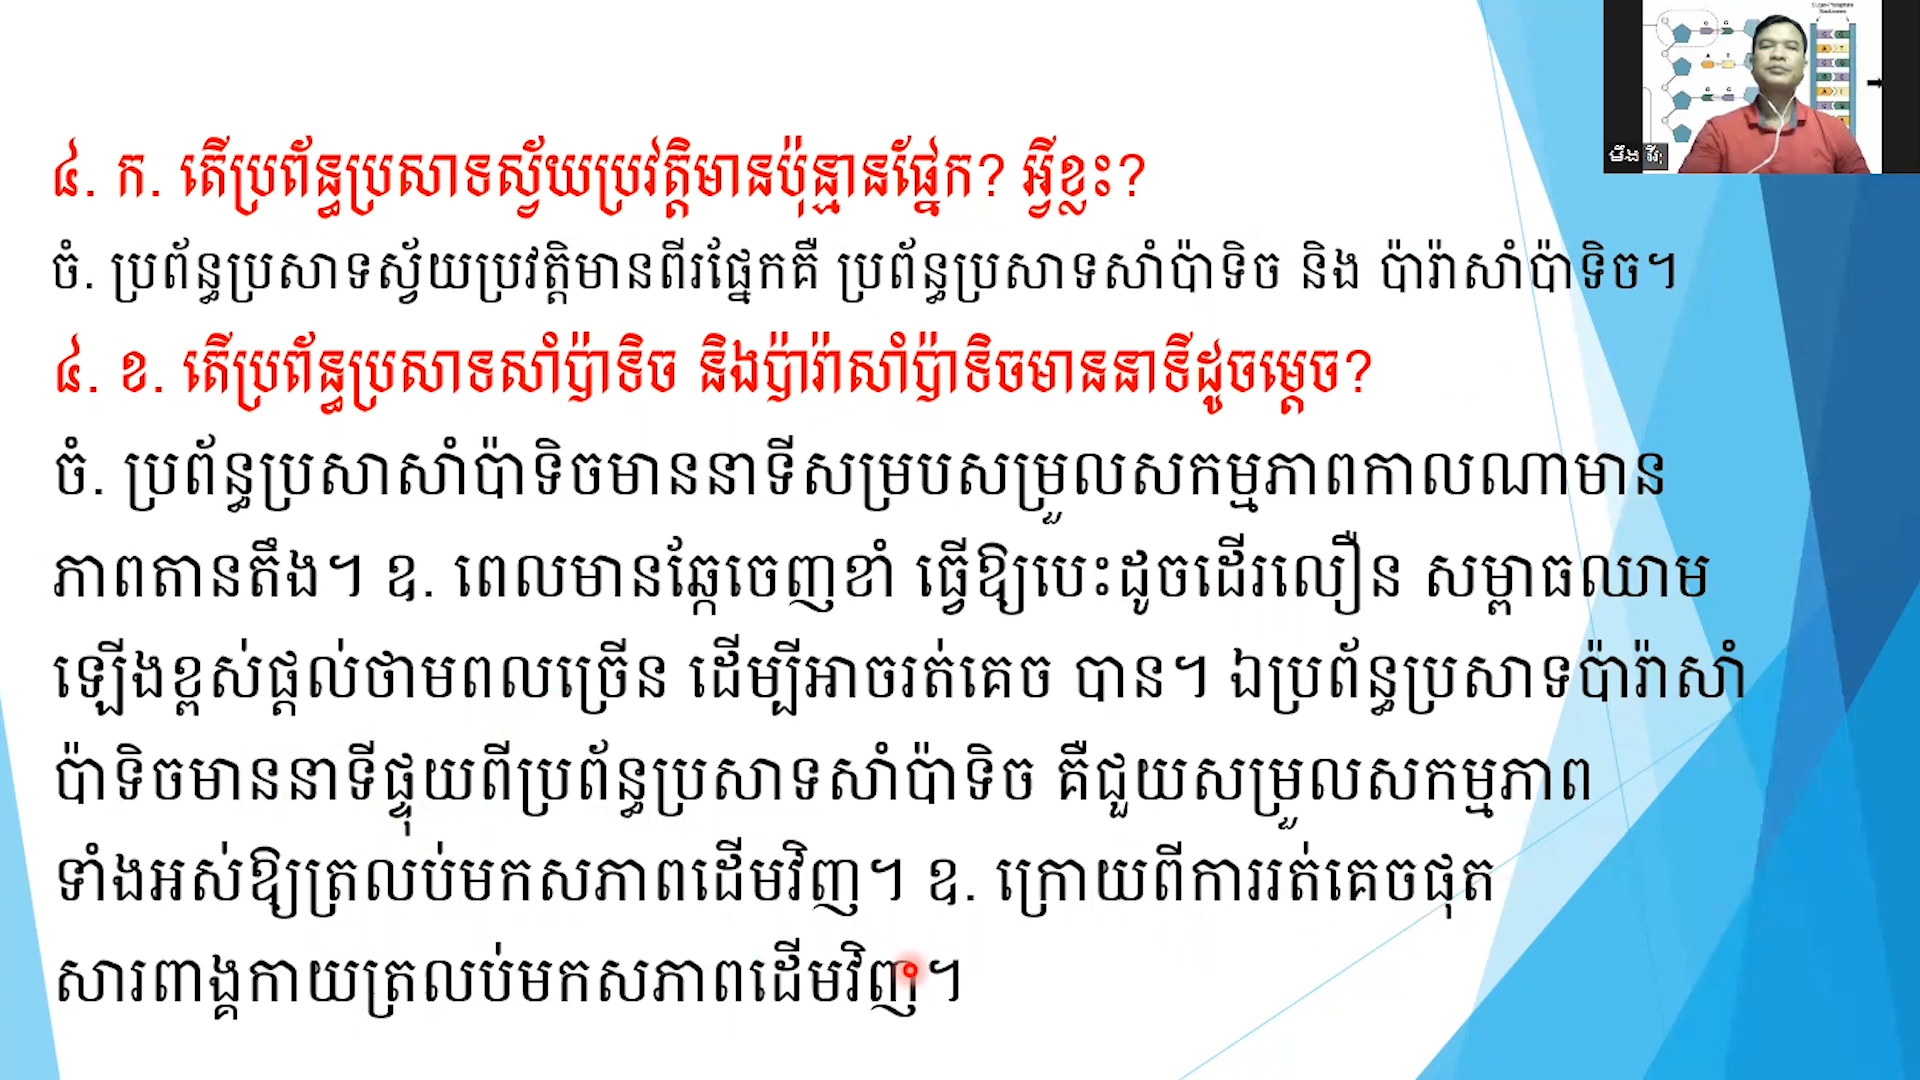 ៤. ក. តើប្រព័ន្ធប្រសាទស្វ័យប្រវត្តិមានប៉ុន្មានផ្នែក? អ្វីខ្លះ?
ចំ. ប្រព័ន្ធប្រសាទស្វ័យប្រវត្តិមានពីរផ្នែកគឺ ប្រព័ន្ធប្រសាទសាំប៉ាទិច និង ប៉ារ៉ាសាំប៉ាទិច។
៤. ខ. តើប្រព័ន្ធប្រសាទសាំប៉ាទិច និងប៉ារ៉ាសាំប៉ាទិចមាននាទីដូចម្តេច?
ចំ. ប្រព័ន្ធប្រសាសាំប៉ាទិចមាននាទីសម្របសម្រួលសកម្មភាពកាលណាមាន
ភាពតានតឹង។ ឧ. ពេលមានឆ្កែចេញខាំ ធ្វើឱ្យបេះដូចដើរលឿន សម្ពាធឈាម
ឡើងខ្ពស់ផ្តល់ថាមពលច្រើន ដើម្បីអាចរត់គេច បាន។ ឯប្រព័ន្ធប្រសាទប៉ារ៉ាសាំ
ប៉ាទិចមាននាទីផ្ទុយពីប្រព័ន្ធប្រសាទសាំប៉ាទិច គឺជួយសម្រួលសកម្មភាព
ទាំងអស់ឱ្យត្រលប់មកសភាពដើមវិញ។ ឧ. ក្រោយពីការរត់គេចផុត
សារពាង្គកាយត្រលប់មកសភាពដើមវិញ។